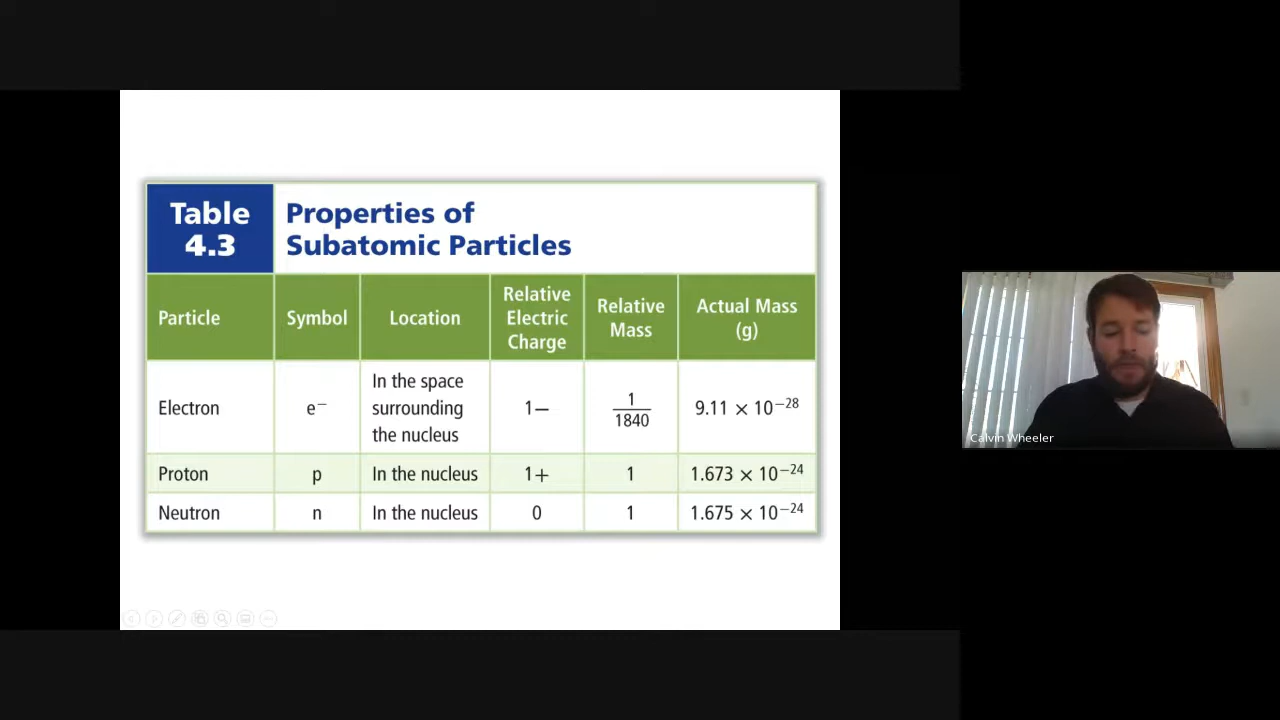 Table
4.3
Properties of
Subatomic Particles
Particle
Symbol
Location
Relative
Electric
Charge
Relative
Mass
Actual Mass
(g)
Electron
e⁻
In the space
surrounding
the nucleus
1−
1
1840
9.11 × 10⁻²⁸
Proton
p
In the nucleus
1+
1
1.673 × 10⁻²⁴
Neutron
n
In the nucleus
0
1
1.675 × 10⁻²⁴
Calvin Wheeler